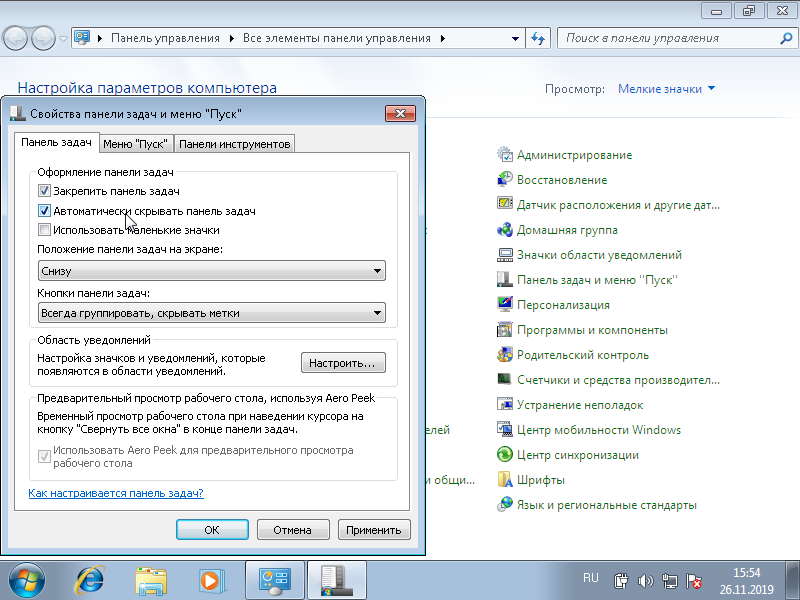 Панель управления
Все элементы панели управления
Поиск в панели управления
Настройка параметров компьютера
Просмотр:
Мелкие значки
Свойства панели задач и меню "Пуск"
Панель задач
Меню "Пуск"
Панели инструментов
Оформление панели задач
Закрепить панель задач
Автоматически скрывать панель задач
Использовать маленькие значки
Положение панели задач на экране:
Снизу
Кнопки панели задач:
Всегда группировать, скрывать метки
Область уведомлений
Настройка значков и уведомлений, которые
появляются в области уведомлений.
Настроить...
Предварительный просмотр рабочего стола, используя Aero Peek
Временный просмотр рабочего стола при наведении курсора на
кнопку "Свернуть все окна" в конце панели задач.
Использовать Aero Peek для предварительного просмотра
рабочего стола
Как настраивается панель задач?
ОК
Отмена
Применить
елей
и общи...
Администрирование
Восстановление
Датчик расположения и другие дат...
Домашняя группа
Значки области уведомлений
Панель задач и меню "Пуск"
Персонализация
Программы и компоненты
Родительский контроль
Счетчики и средства производител...
Устранение неполадок
Центр мобильности Windows
Центр синхронизации
Шрифты
Язык и региональные стандарты
RU
15:54
26.11.2019